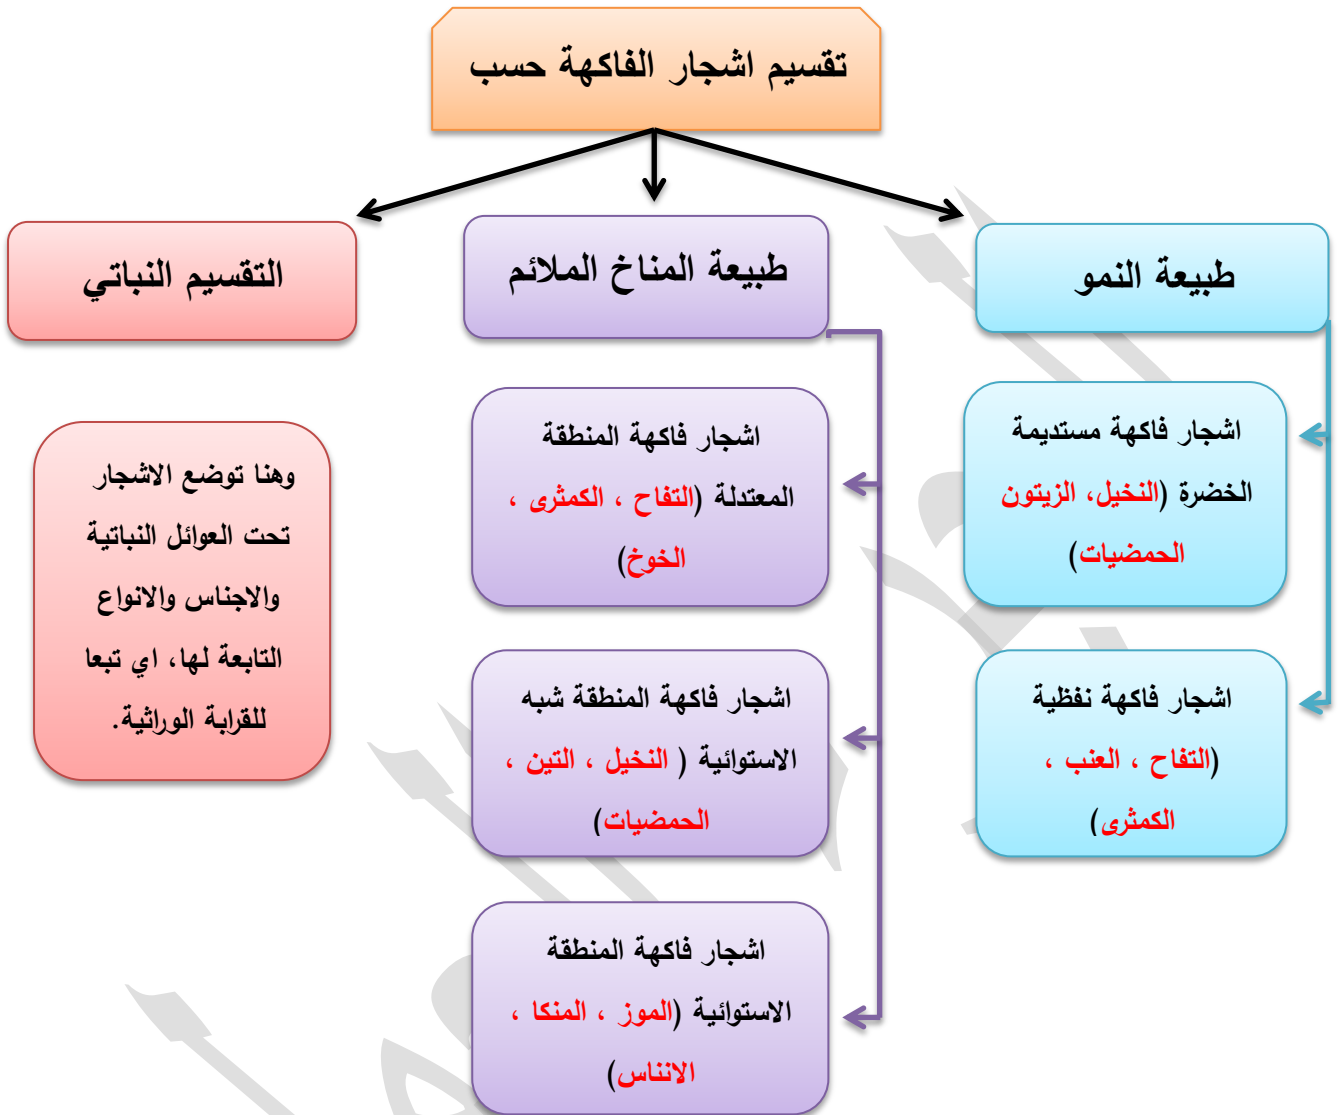 تقسيم اشجار الفاكهة حسب
طبيعة النمو
اشجار فاكهة مستديمة
الخضرة (النخيل، الزيتون
الحمضيات)
اشجار فاكهة نفظية
(التفاح ، العنب ،
الكمثرى)
طبيعة المناخ الملائم
اشجار فاكهة المنطقة
المعتدلة (التفاح ، الكمثرى ،
الخوخ)
اشجار فاكهة المنطقة شبه
الاستوائية ( النخيل ، التين ،
الحمضيات)
اشجار فاكهة المنطقة
الاستوائية (الموز ، المنكا ،
الانناس)
التقسيم النباتي
وهنا توضع الاشجار
تحت العوائل النباتية
والاجناس والانواع
التابعة لها، اي تبعا
للقرابة الوراثية.